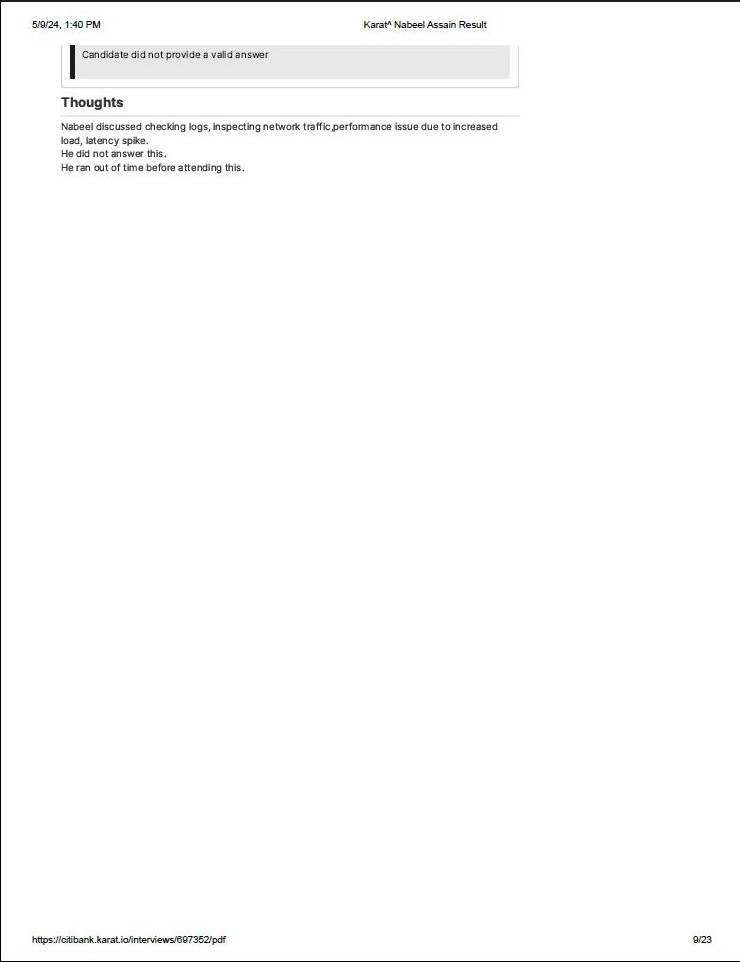 5/9/24, 1:40 PM Karat^ Nabeel Assain Result
Candidate did not provide a valid answer
Thoughts
Nabeel discussed checking logs, inspecting network traffic,performance issue due to increased
load, latency spike.
He did not answer this.
He ran out of time before attending this.
https://citibank.karat.io/interviews/697352/pdf 9/23